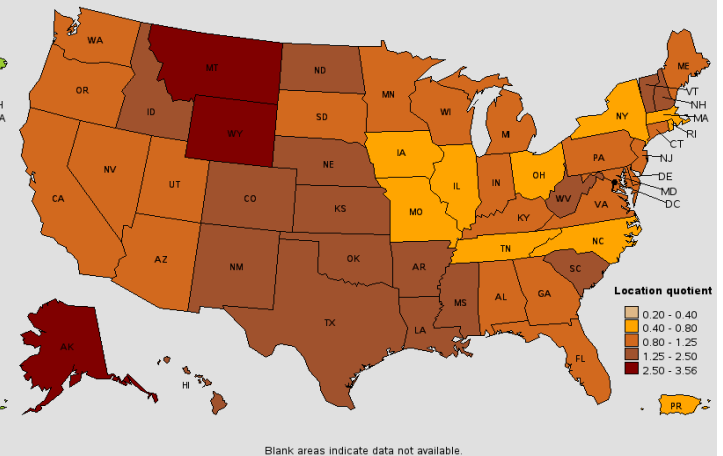 WA
MT
ND
ME
OR
MN
VT
ID
WI
NH
H
SD
NY
MA
A
WY
MI
RI
CT
IA
PA
NJ
NE
NV
IL
IN
OH
DE
UT
MD
CA
CO
WV
DC
KS
MO
VA
KY
AZ
OK
TN
NC
NM
AR
SC
Location quotient
MS
AL
GA
0.20 - 0.40
TX
LA
0.40 - 0.80
0.80 - 1.25
AK
FL
1.25 - 2.50
2.50 - 3.56
HI
PR
Blank areas indicate data not available.